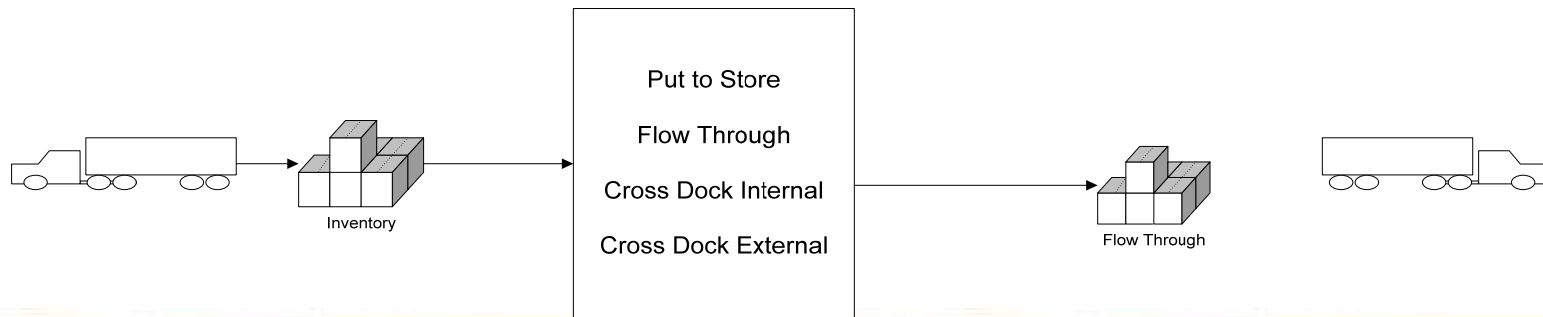 Put to Store
Flow Through
Cross Dock Internal
Cross Dock External
Inventory
Flow Through